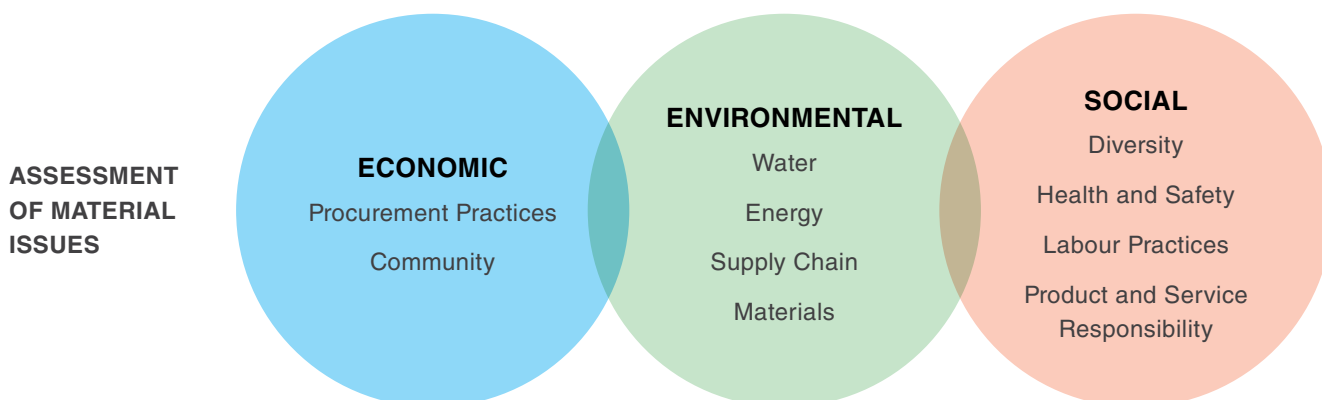 ASSESSMENT
OF MATERIAL
ISSUES
ECONOMIC
Procurement Practices
Community
ENVIRONMENTAL
Water
Energy
Supply Chain
Materials
SOCIAL
Diversity
Health and Safety
Labour Practices
Product and Service
Responsibility